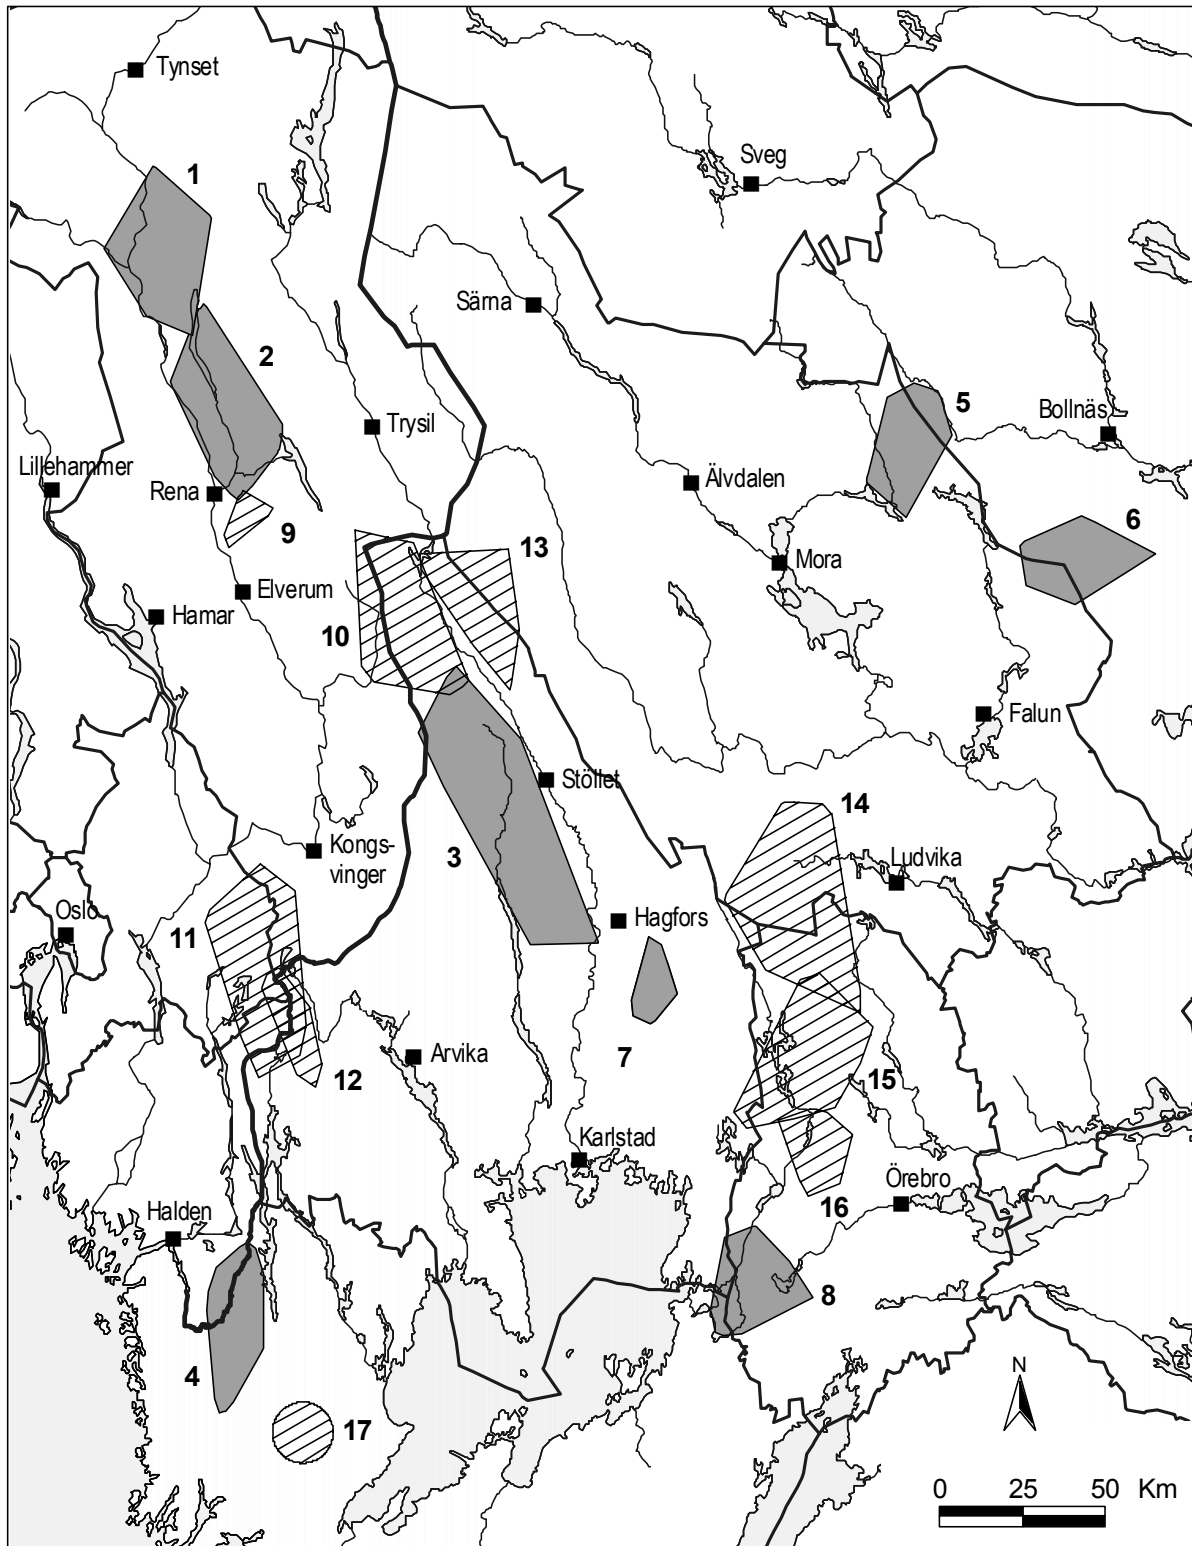 Tynset
Sveg
1
Särna
2
5
Bollnäs
Trysil
Lillehammer
Rena
Älvdalen
6
9
13
Mora
Elverum
Hamar
10
Falun
Stöllet
14
Kongs-
vinger
3
Ludvika
Oslo
Hagfors
11
Arvika
7
12
15
Karlstad
Örebro
16
Halden
8
4
N
17
0 25 50 Km